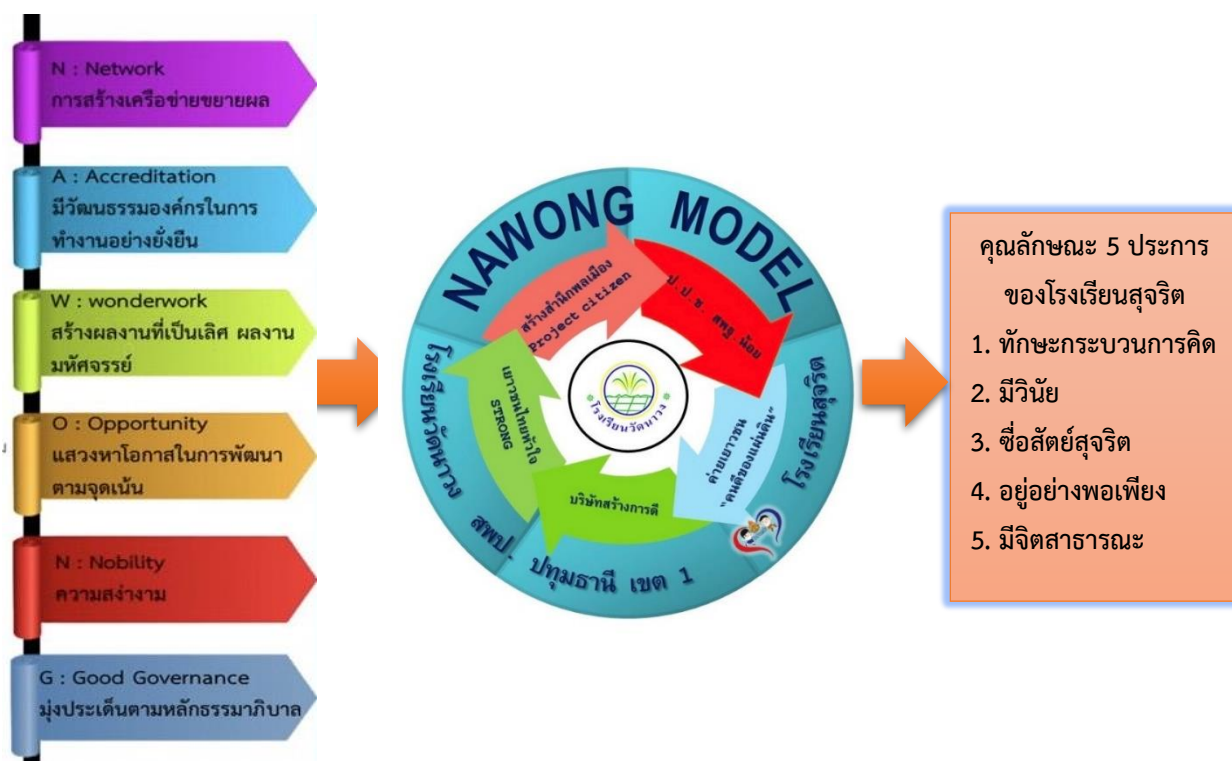 N : Network
การสร้างเครือข่ายขยายผล
A : Accreditation
มีวัฒนธรรมองค์กรในการ
ทำงานอย่างยั่งยืน
W : wonderwork
สร้างผลงานที่เป็นเลิศ ผลงาน
มหัศจรรย์
O : Opportunity
แสวงหาโอกาสในการพัฒนา
ตามจุดเน้น
N : Nobility
ความสง่างาม
G : Good Governance
มุ่งประเด็นตามหลักธรรมาภิบาล
NAWONG MODEL
สร้างสำนึกพลเมือง
Project citizen
ป.ป.ช. สพฐ. น้อย
ค่ายเยาวชน
"คนดีของแผ่นดิน"
บริษัทสร้างการดี
เยาวชนไทยหัวใจ
STRONG
โรงเรียนวัดนาวง
โรงเรียนวัดนาวง สพป. ปทุมธานี เขต 1
โรงเรียนสุจริต
คุณลักษณะ 5 ประการ
ของโรงเรียนสุจริต
1. ทักษะกระบวนการคิด
2. มีวินัย
3. ซื่อสัตย์สุจริต
4. อยู่อย่างพอเพียง
5. มีจิตสาธารณะ